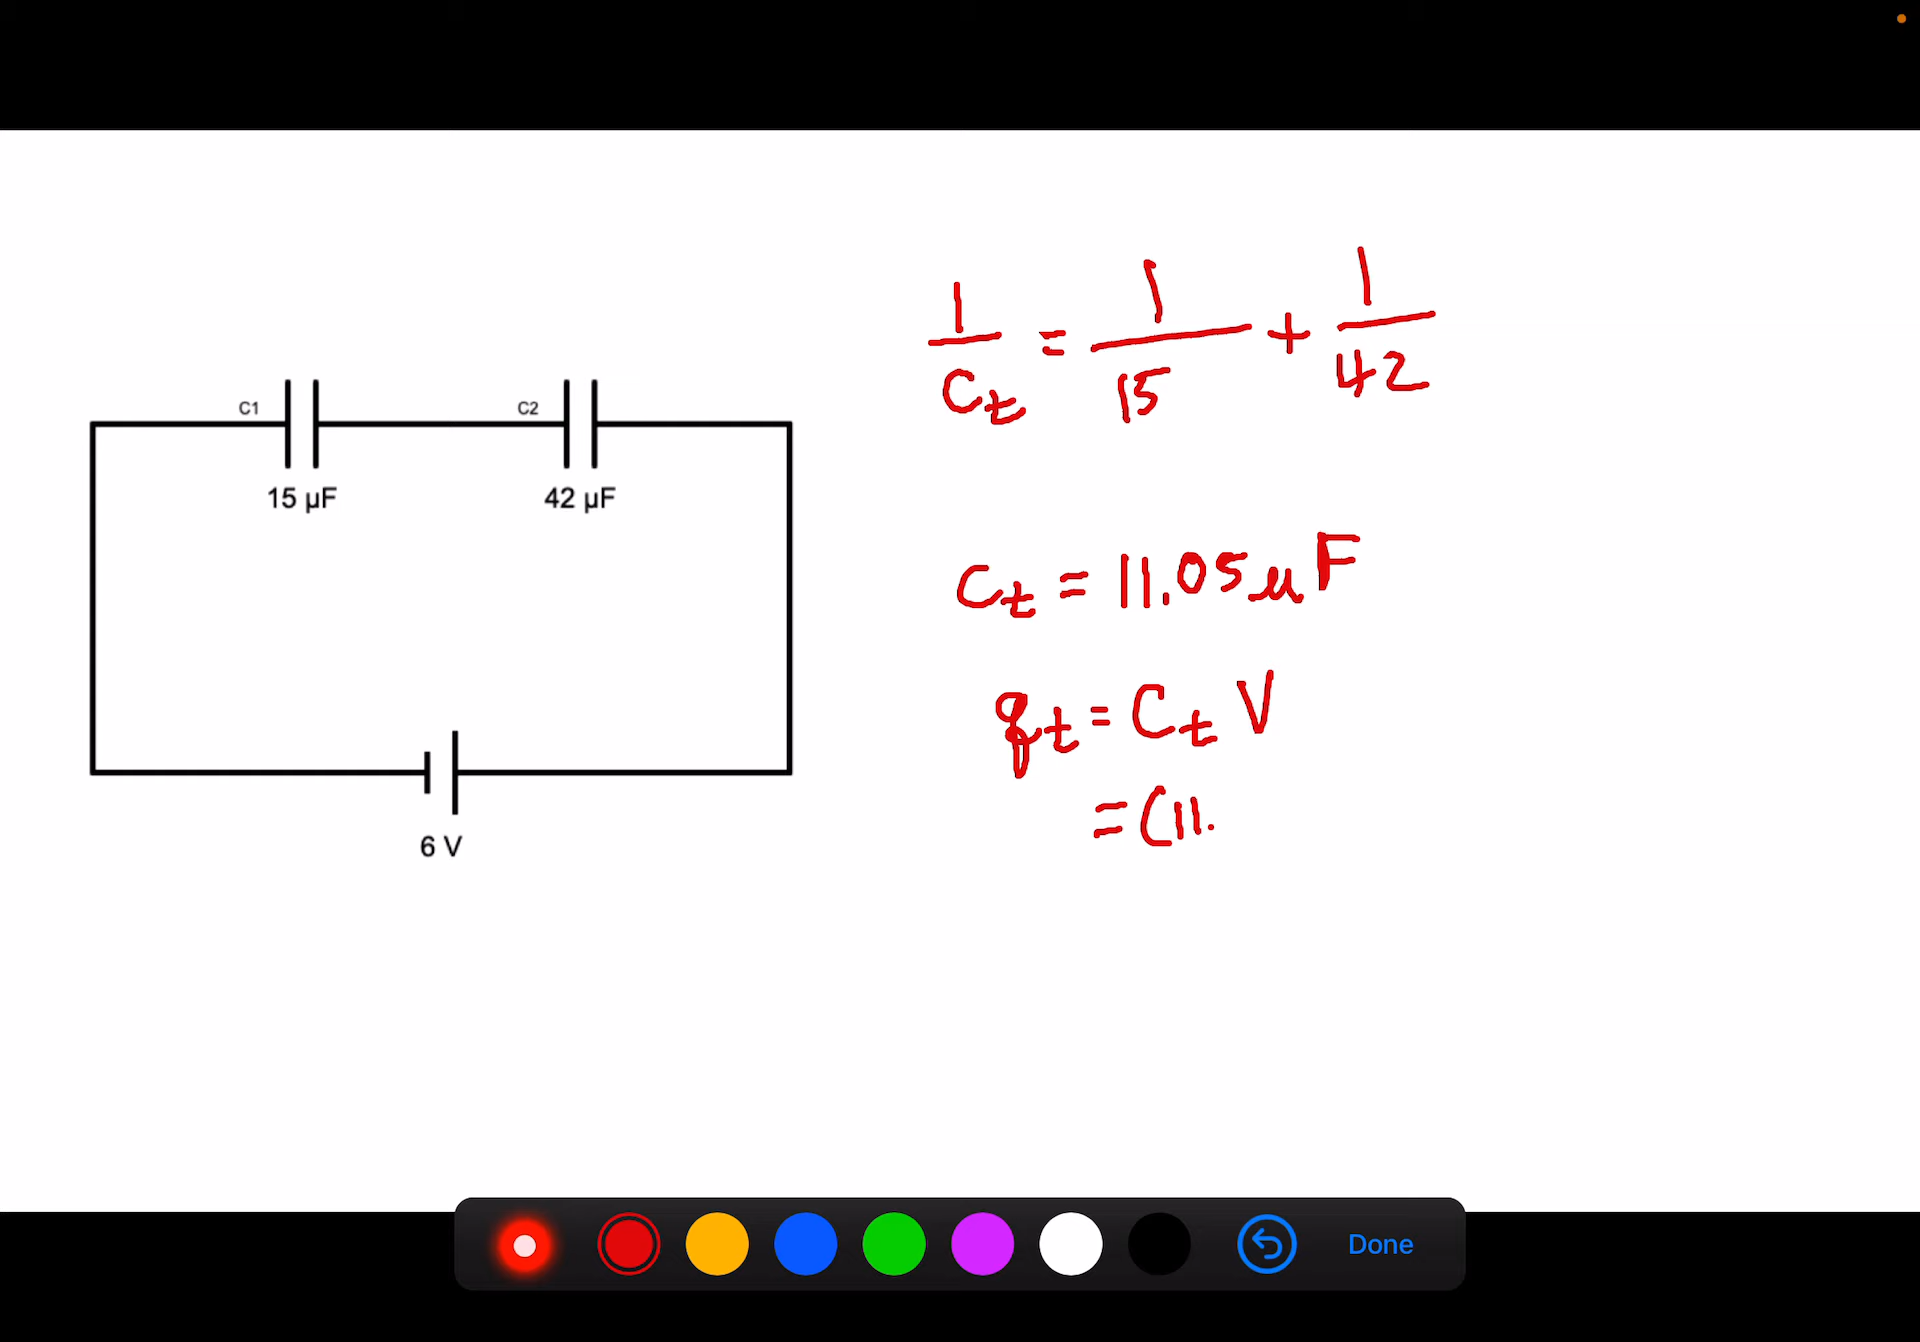 1/Ct = 1/15 + 1/42
C1
C2
15 µF
42 µF
Ct = 11.05 µF
qt = Ct V
= (11.
6 V
Done